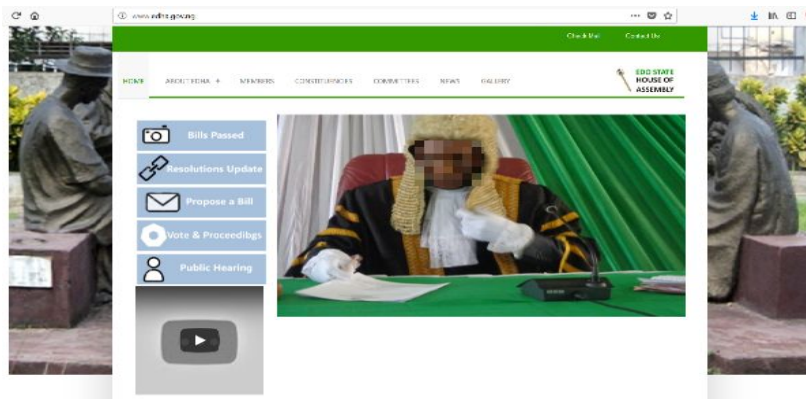 www.edha.gov.ng
Check Mail Contact Us
HOME ABOUT EDHA + MEMBERS CONSTITUENCIES COMMITTEES NEWS GALLERY
EDO STATE
HOUSE OF
ASSEMBLY
Bills Passed
Resolutions Update
Propose a Bill
Vote & Proceedibgs
Public Hearing